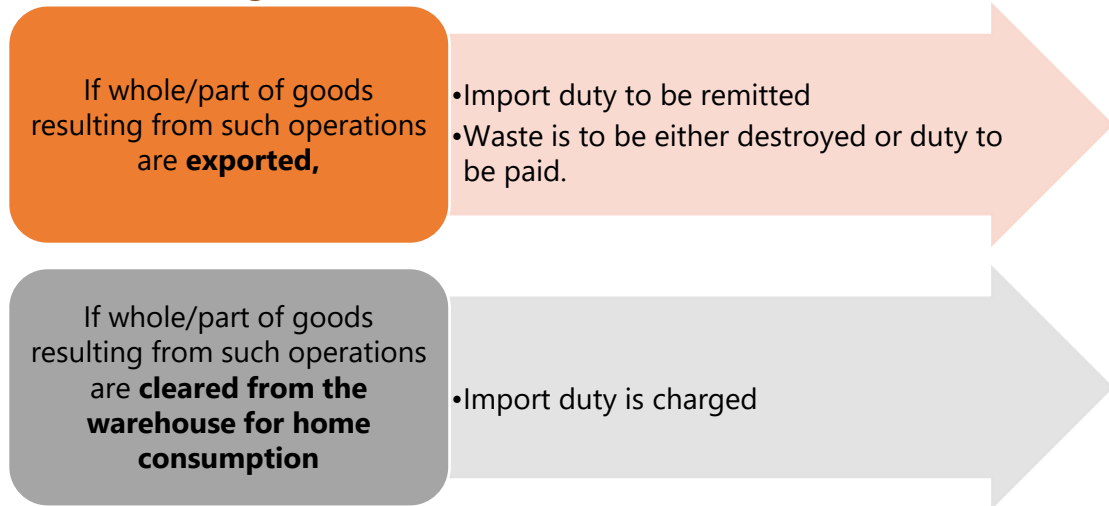 If whole/part of goods
resulting from such operations
are exported,
•Import duty to be remitted
•Waste is to be either destroyed or duty to
be paid.
If whole/part of goods
resulting from such operations
are cleared from the
warehouse for home
consumption
•Import duty is charged